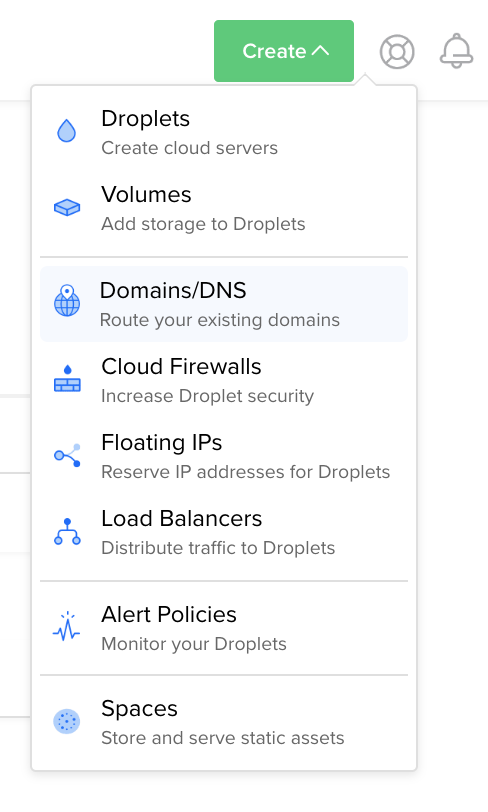 Create
Droplets
Create cloud servers
Volumes
Add storage to Droplets
Domains/DNS
Route your existing domains
Cloud Firewalls
Increase Droplet security
Floating IPs
Reserve IP addresses for Droplets
Load Balancers
Distribute traffic to Droplets
Alert Policies
Monitor your Droplets
Spaces
Store and serve static assets